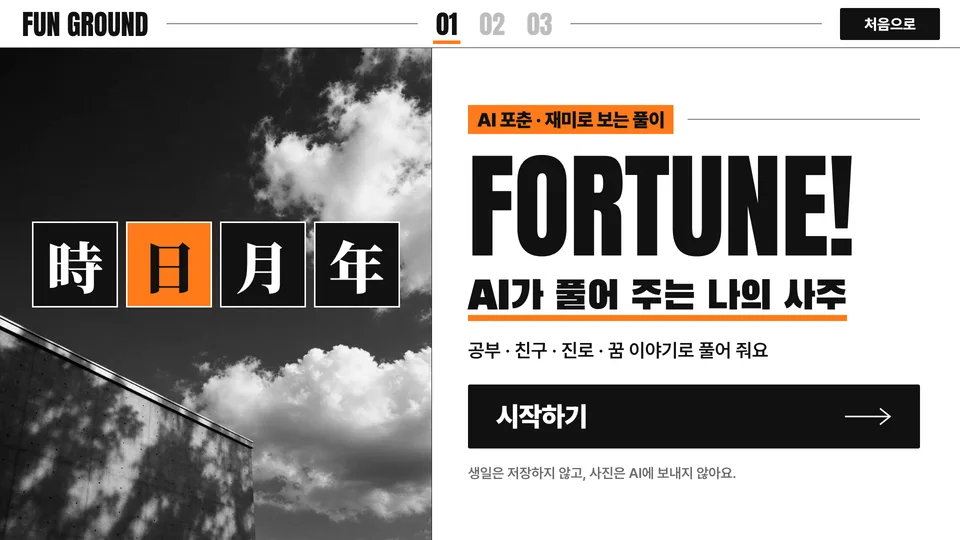 FUN GROUND
01 02 03
처음으로
時 日 月 年
AI 포춘 · 재미로 보는 풀이
FORTUNE!
AI가 풀어 주는 나의 사주
공부 · 친구 · 진로 · 꿈 이야기로 풀어 줘요
시작하기
생일은 저장하지 않고, 사진은 AI에 보내지 않아요.